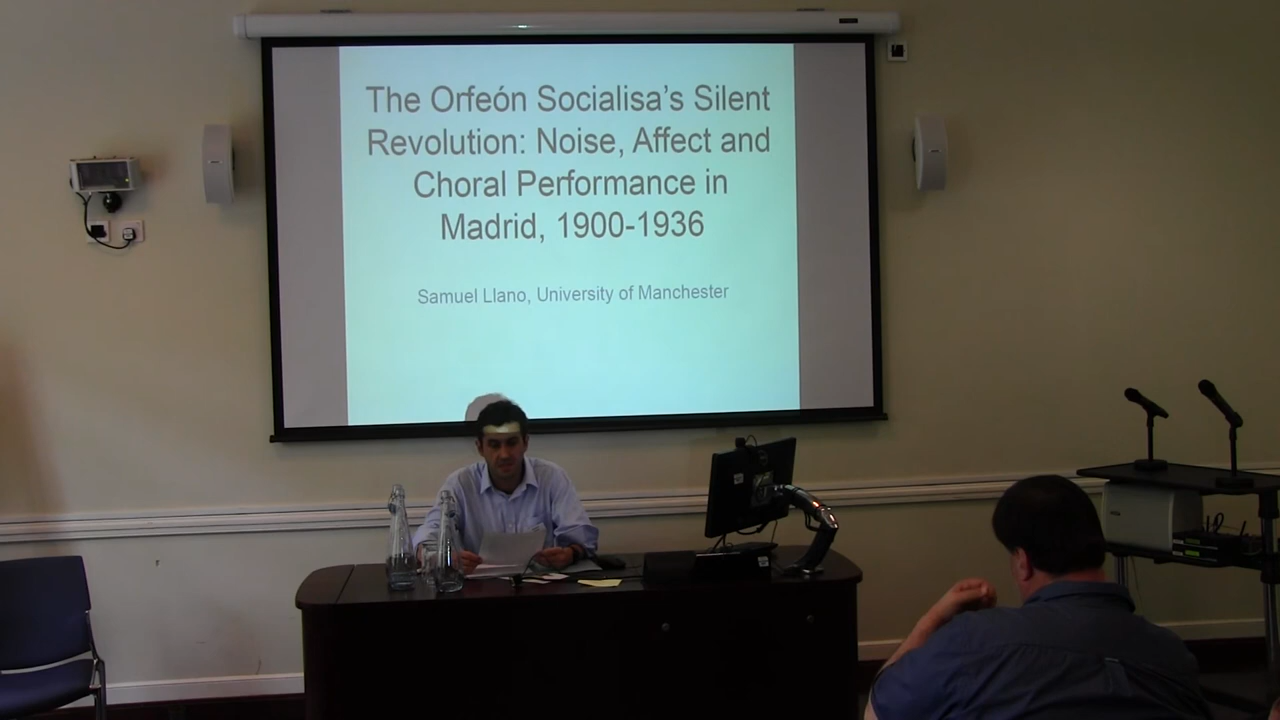 The Orfeón Socialisa's Silent
Revolution: Noise, Affect and
Choral Performance in
Madrid, 1900-1936
Samuel Llano, University of Manchester